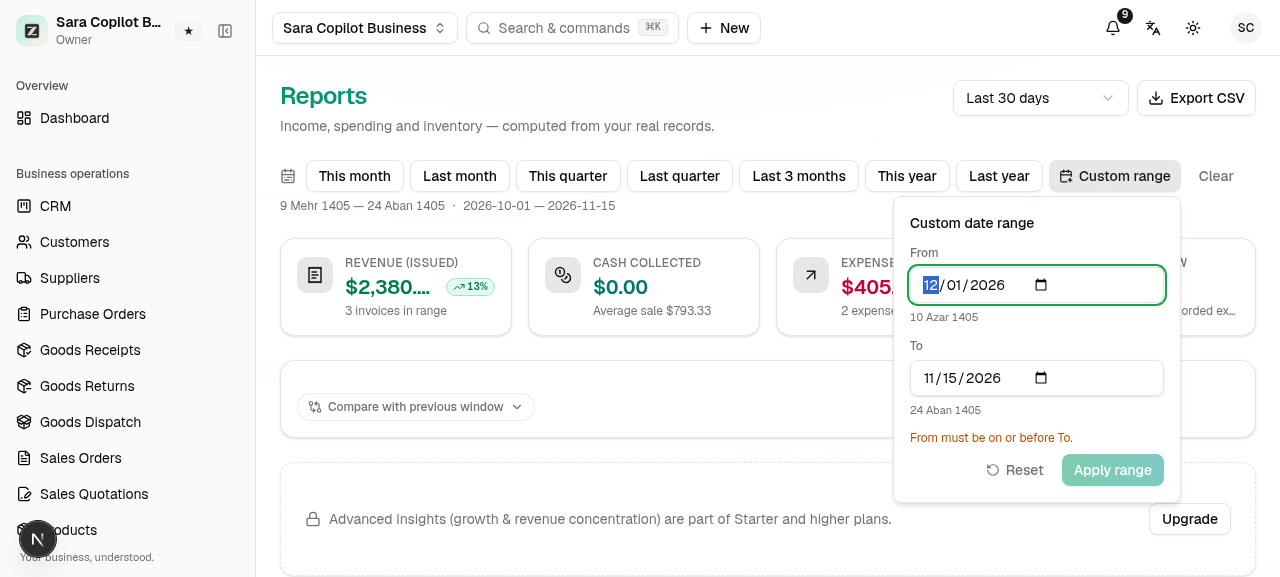 Sara Copilot B...
Owner
Overview
Dashboard
Business operations
CRM
Customers
Suppliers
Purchase Orders
Goods Receipts
Goods Returns
Goods Dispatch
Sales Orders
Sales Quotations
oducts
N
Your business, understood.
Sara Copilot Business
Search & commands ⌘K
New
9
SC
Reports
Income, spending and inventory — computed from your real records.
Last 30 days
Export CSV
This month
Last month
This quarter
Last quarter
Last 3 months
This year
Last year
Custom range
Clear
9 Mehr 1405 — 24 Aban 1405 · 2026-10-01 — 2026-11-15
REVENUE (ISSUED)
$2,380.... 13%
3 invoices in range
CASH COLLECTED
$0.00
Average sale $793.33
EXPENSE
$405.
2 expense
W
orded ex...
Custom date range
From
12/01/2026
10 Azar 1405
To
11/15/2026
24 Aban 1405
From must be on or before To.
Reset
Apply range
Compare with previous window
Advanced insights (growth & revenue concentration) are part of Starter and higher plans.
Upgrade